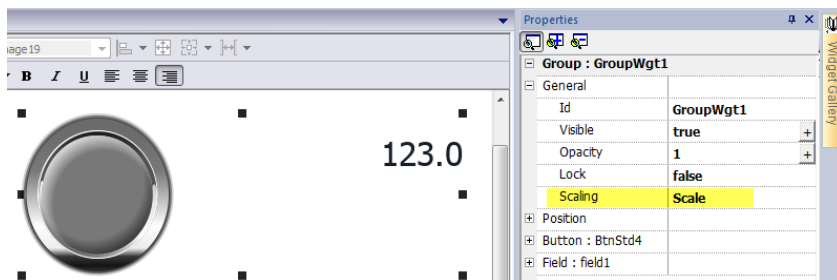 Properties
age19
B I U
Group : GroupWgt1
General
Id GroupWgt1
Visible true +
Opacity 1 +
Lock false
Scaling Scale
Position
Button : BtnStd4
Field : field1
123.0
Widget Gallery